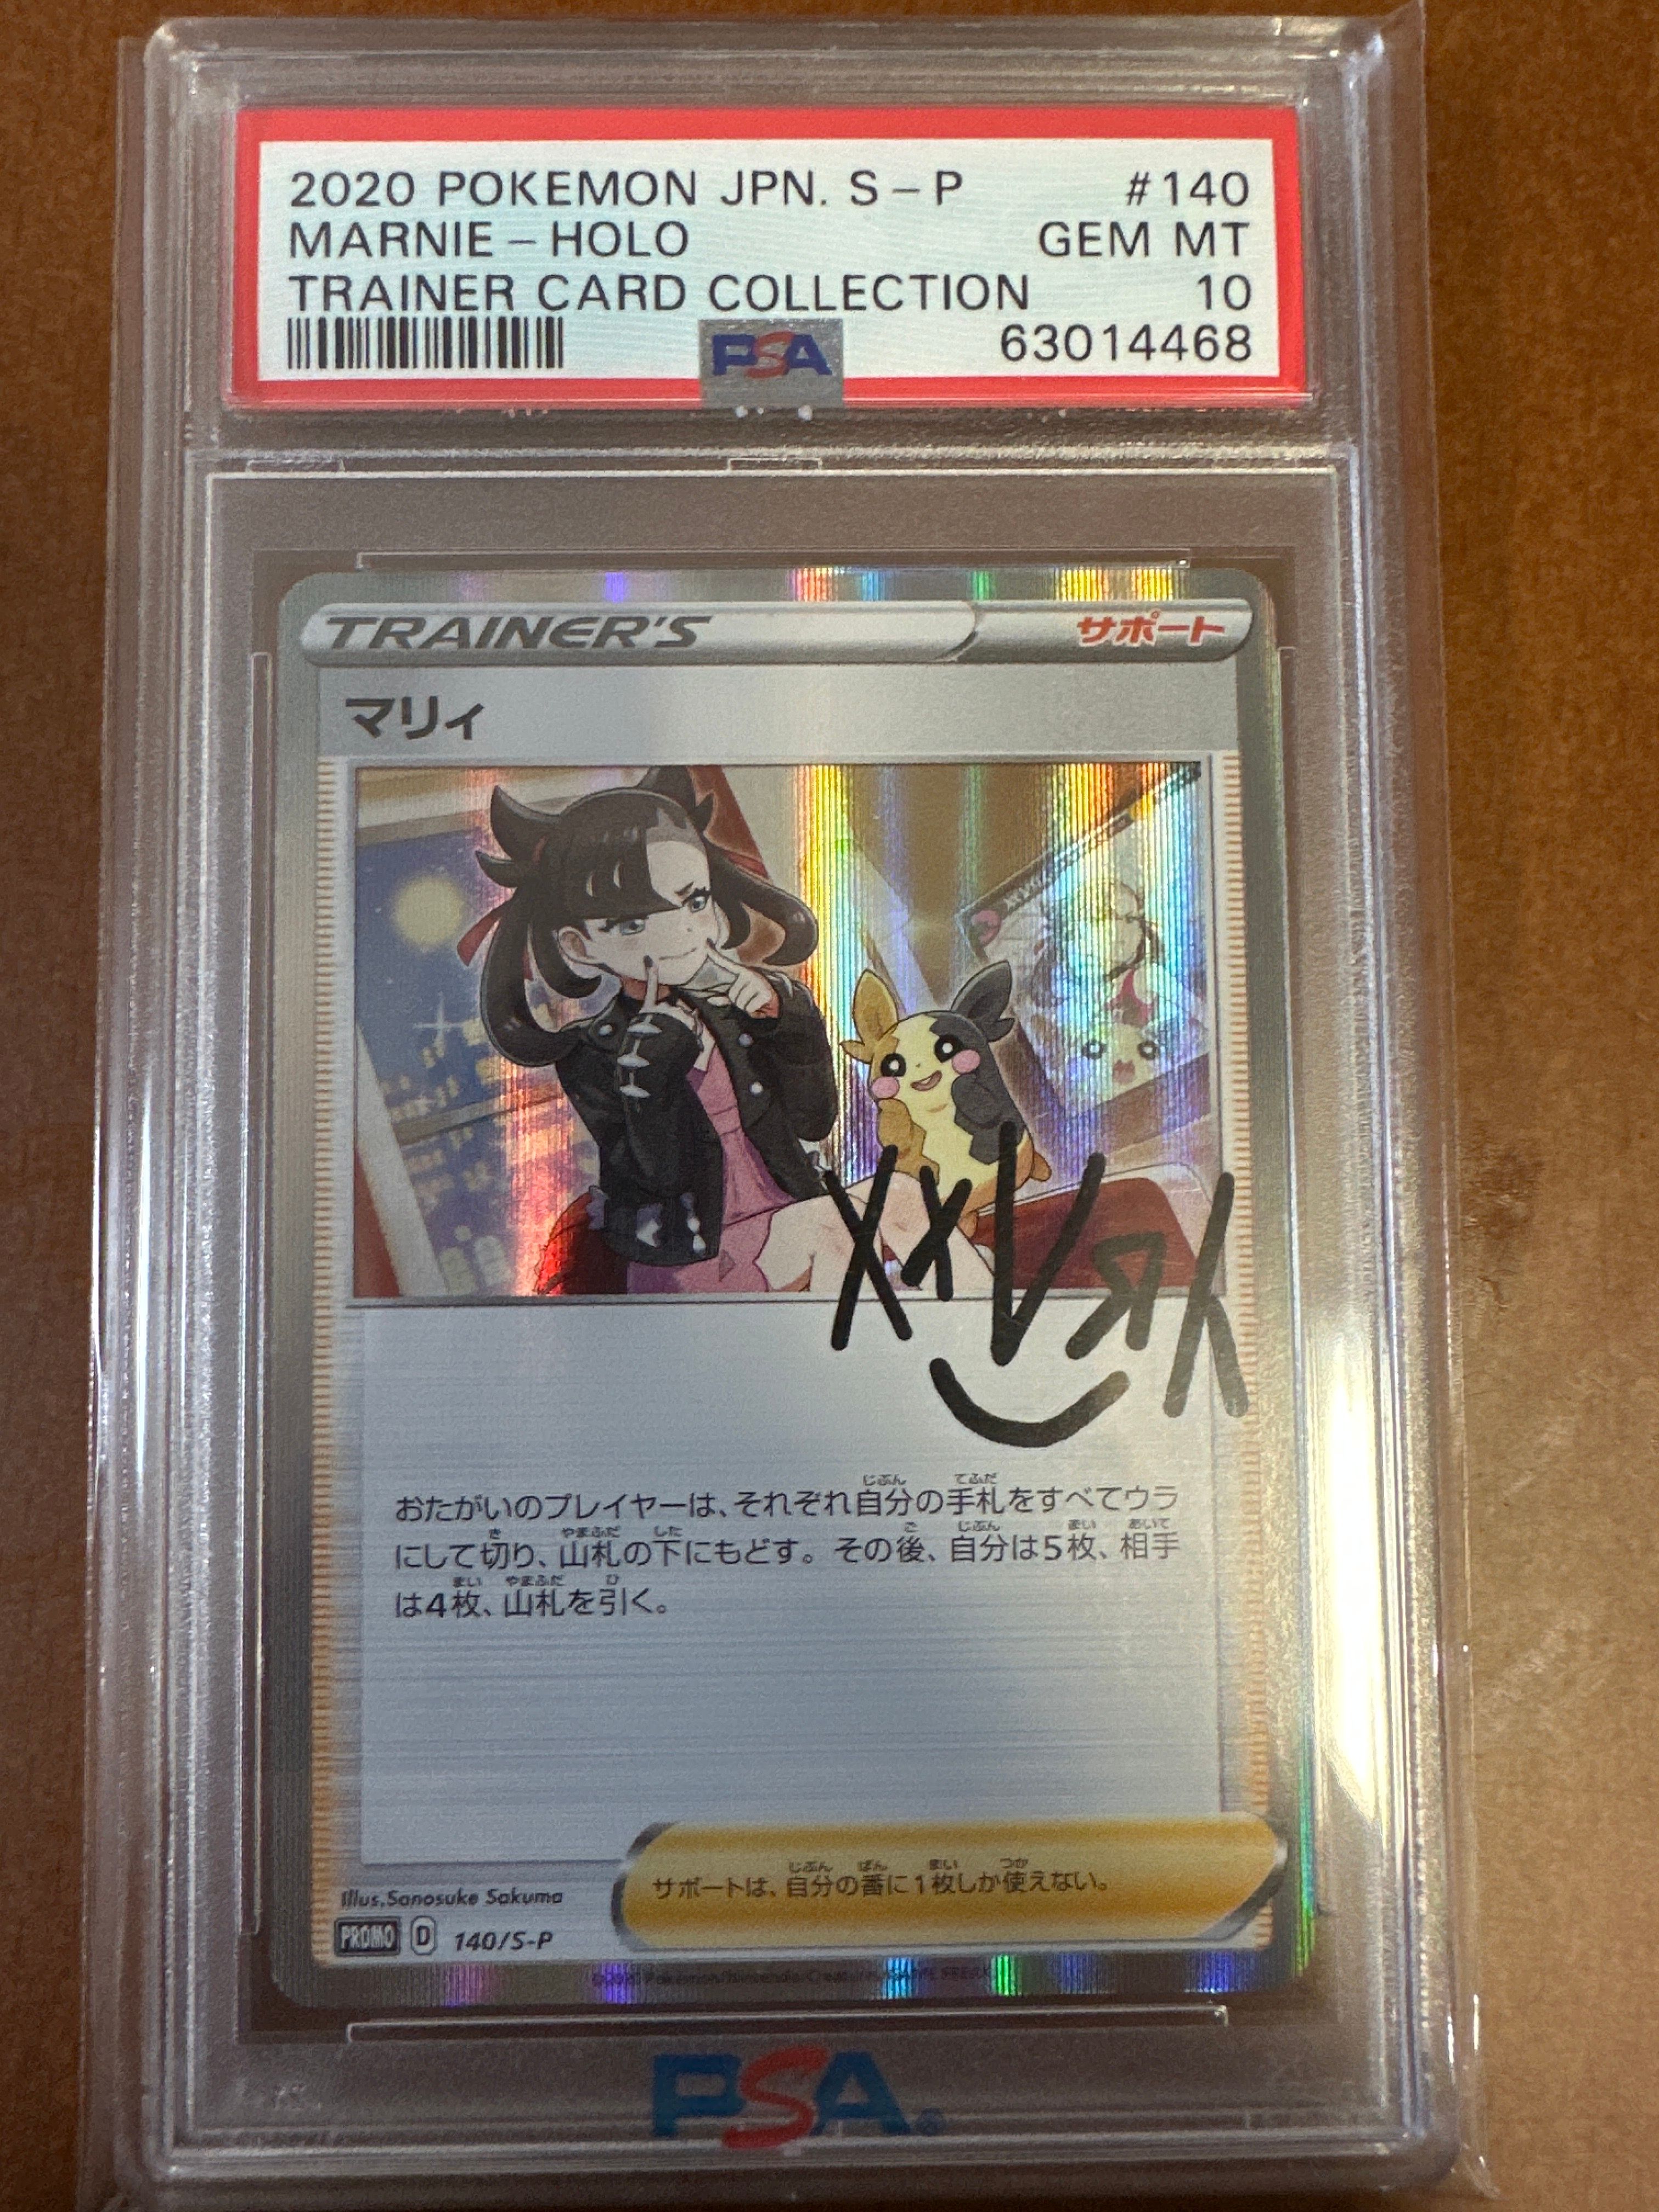 2020 POKEMON JPN. S-P #140
MARNIE-HOLO GEM MT
TRAINER CARD COLLECTION 10
PSA 63014468
TRAINER'S サポート
マリィ
おたがいのプレイヤーは、それぞれ自分の手札をすべてウラ
にして切り、山札の下にもどす。その後、自分は5枚、相手
は4枚、山札を引く。
サポートは、自分の番に1枚しか使えない。
Illus.Sanosuke Sakuma
PROMO D 140/S-P
PSA